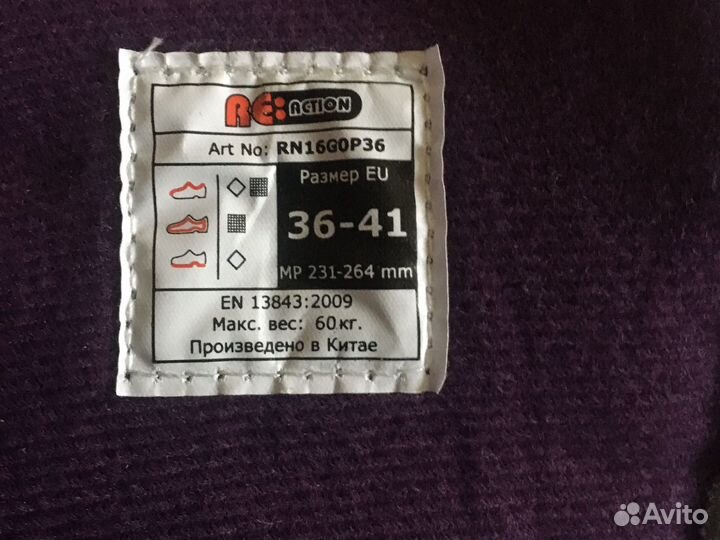 RE:ACTION
Art No: RN16G0P36
Размер EU
36-41
MP 231-264 mm
EN 13843:2009
Макс. вес: 60кг.
Произведено в Китае
Avito